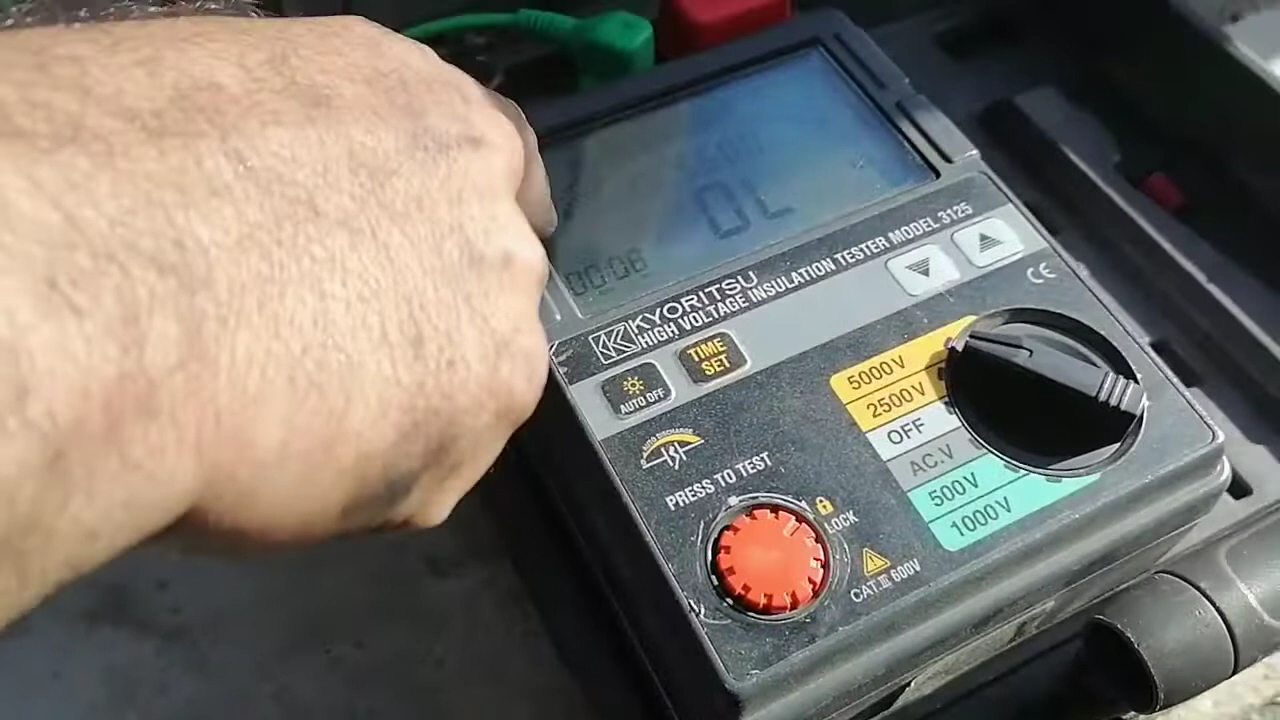 OL
00:06
KYORITSU
HIGH VOLTAGE INSULATION TESTER MODEL 3125
AUTO OFF
TIME
SET
CE
5000V
2500V
OFF
AC.V
500V
1000V
AUTO DISCHARGE
PRESS TO TEST
LOCK
CAT.III 600V